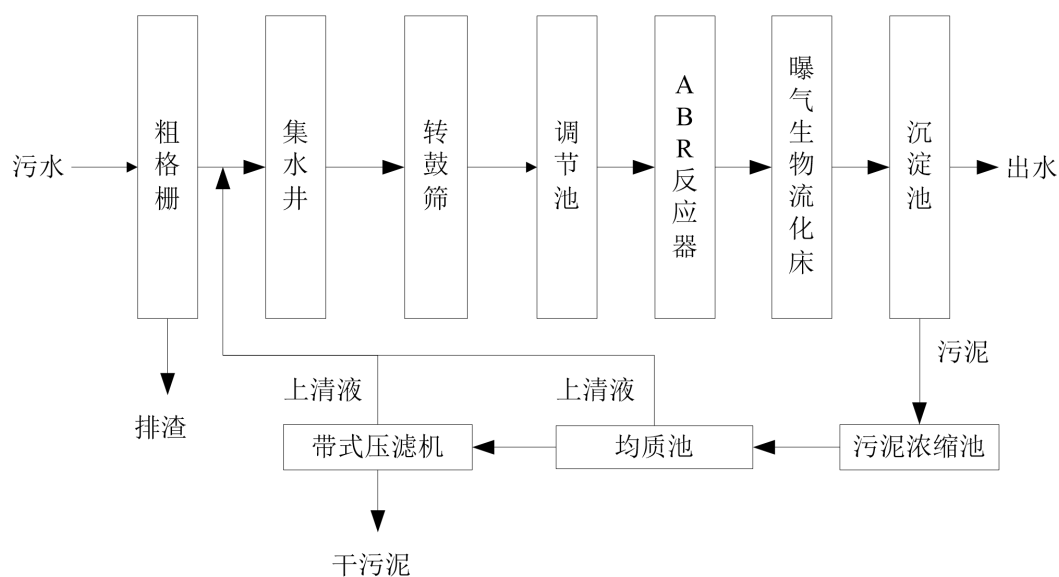 污水
粗格栅
集水井
转鼓筛
调节池
ABR反应器
曝气生物流化床
沉淀池
出水
污泥
上清液
上清液
排渣
带式压滤机
均质池
污泥浓缩池
干污泥